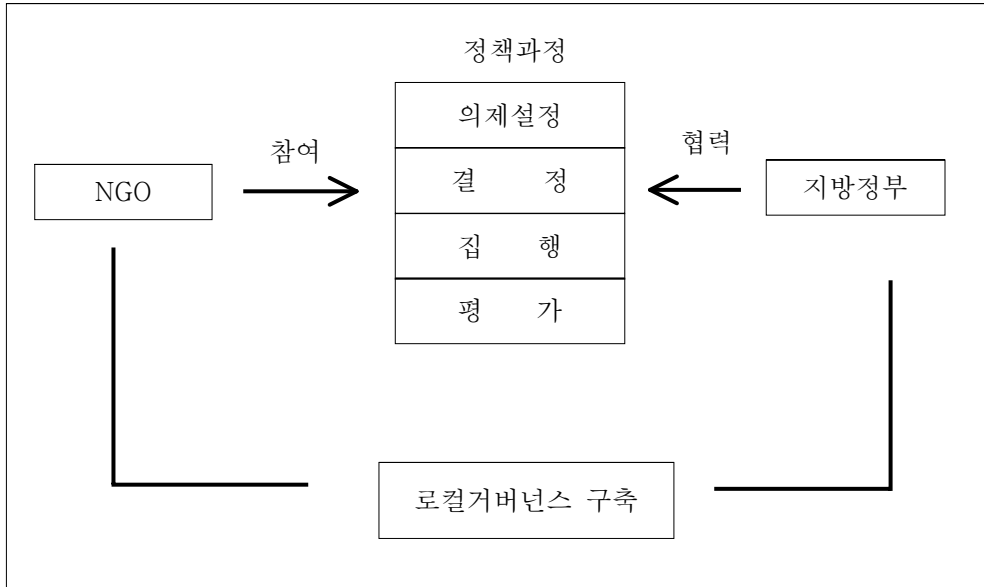 정책과정
의제설정
참여
협력
NGO
결 정
지방정부
집 행
평 가
로컬거버넌스 구축